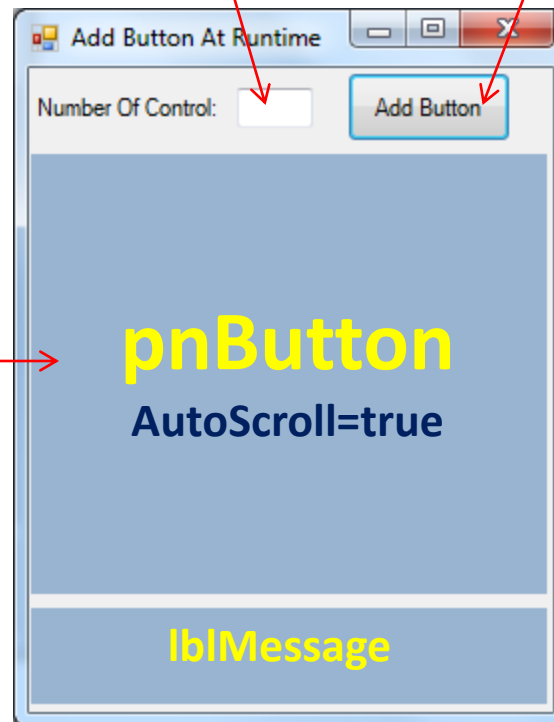 Add Button At Runtime
Number Of Control:
Add Button
pnButton
AutoScroll=true
lblMessage